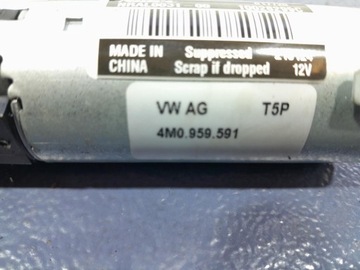 MADE IN Suppressed
CHINA Scrap if dropped 12V
VW AG T5P
4M0.959.591